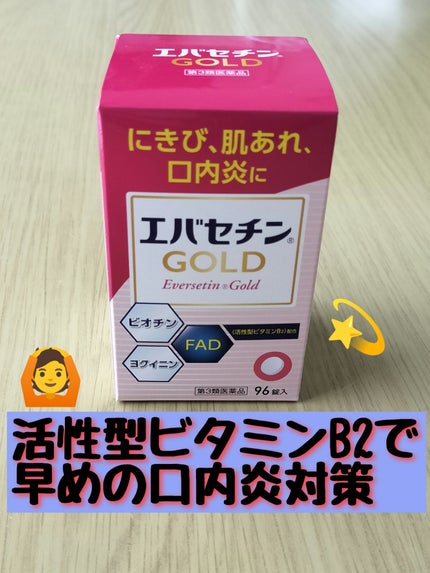 エバセチン
GOLD
第3類医薬品
にきび、肌あれ、
口内炎に
エバセチン®
GOLD
Eversetin®Gold
ビオチン
FAD
(活性型ビタミンB2)配合
ヨクイニン
第3類医薬品
96錠入
活性型ビタミンB2で
早めの口内炎対策